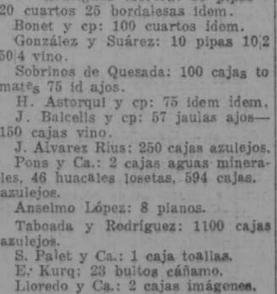 20 cuartos 25 bordalesas idem.
Bonet y cp: 100 cuartos idem.
González y Suárez: 10 pipas 10|2
50|4 vino.
Sobrinos de Quesada: 100 cajas to
mates 75 id ajos.
H. Astorqui y cp: 75 idem idem.
J. Balcells y cp: 57 jaulas ajos—
150 cajas vino.
J. Alvarez Rius: 250 cajas azulejos.
Pons y Ca.: 2 cajas aguas minera-
les, 46 huacales losetas, 594 cajas.
azulejos.
Anselmo López: 8 pianos.
Taboada y Rodríguez: 1100 cajas
azulejos.
S. Palet y Ca.: 1 caja toallas.
E. Kurq: 23 bultos cáñamo.
Lloredo y Ca.: 2 cajas imágenes.